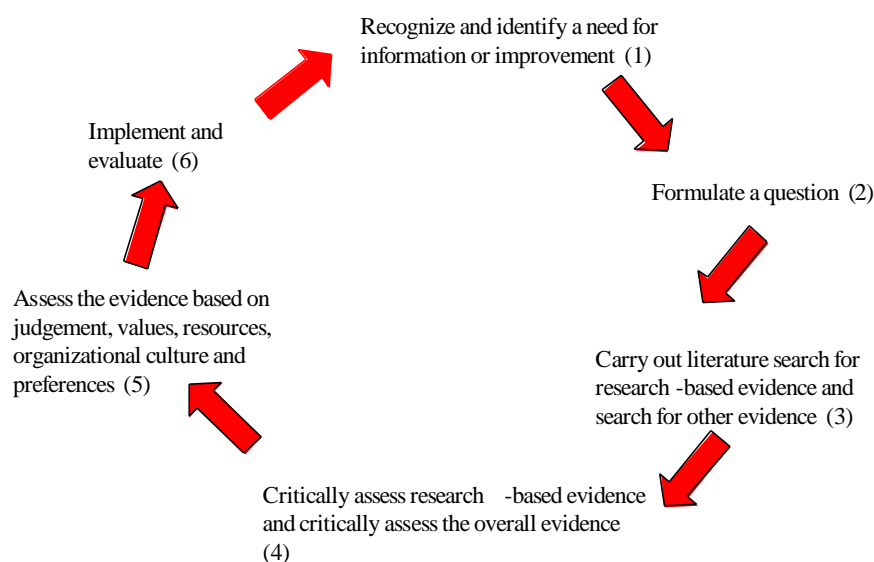 Recognize and identify a need for
information or improvement (1)
Formulate a question (2)
Carry out literature search for
research -based evidence and
search for other evidence (3)
Critically assess research -based evidence
and critically assess the overall evidence
(4)
Assess the evidence based on
judgement, values, resources,
organizational culture and
preferences (5)
Implement and
evaluate (6)